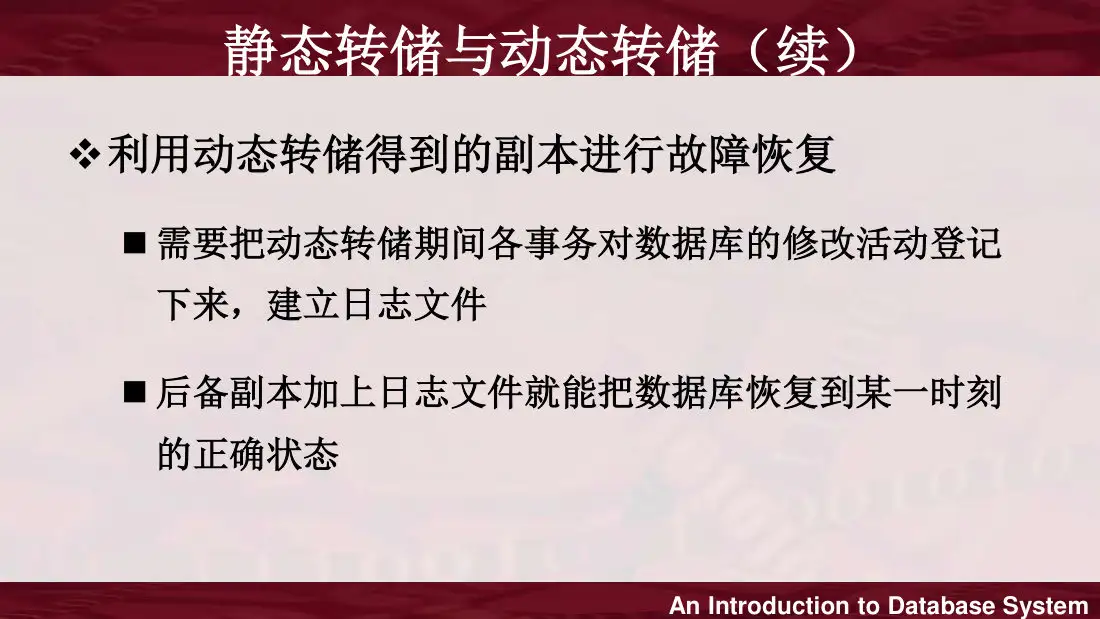 静态转储与动态转储（续）
❖利用动态转储得到的副本进行故障恢复
■ 需要把动态转储期间各事务对数据库的修改活动登记
下来，建立日志文件
■ 后备副本加上日志文件就能把数据库恢复到某一时刻
的正确状态
An Introduction to Database System